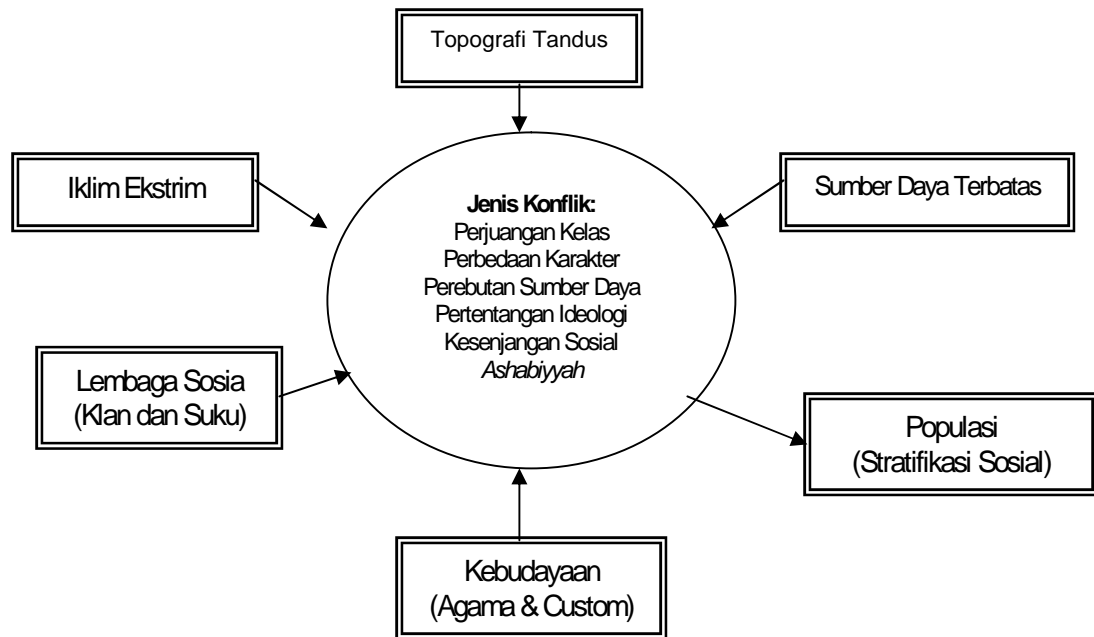 Topografi Tandus
Iklim Ekstrim
Sumber Daya Terbatas
Jenis Konflik:
Perjuangan Kelas
Perbedaan Karakter
Perebutan Sumber Daya
Pertentangan Ideologi
Kesenjangan Sosial
Ashabiyyah
Lembaga Sosia
(Klan dan Suku)
Populasi
(Stratifikasi Sosial)
Kebudayaan
(Agama & Custom)